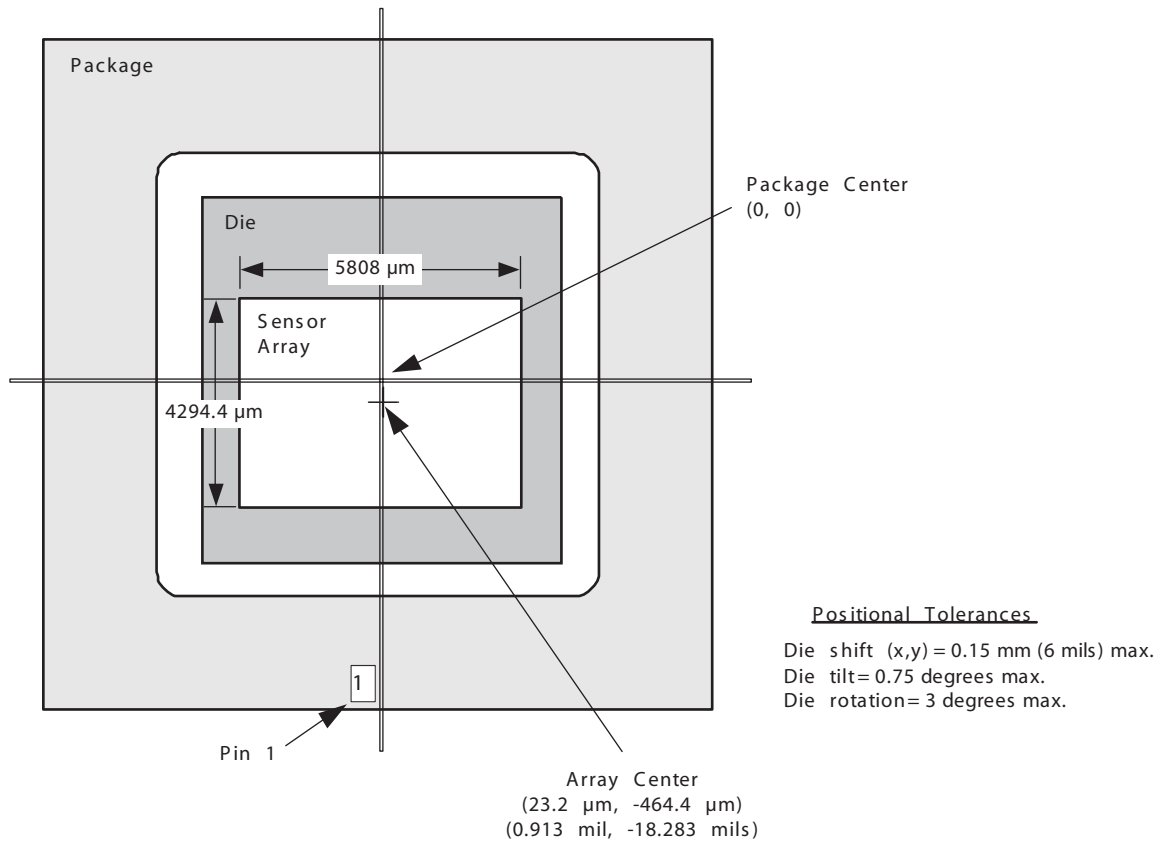 Package
Package Center
(0, 0)
Die
5808 µm
Sensor
Array
4294.4 µm
Positional Tolerances
Die shift (x,y) = 0.15 mm (6 mils) max.
Die tilt= 0.75 degrees max.
Die rotation= 3 degrees max.
1
Pin 1
Array Center
(23.2 µm, -464.4 µm)
(0.913 mil, -18.283 mils)